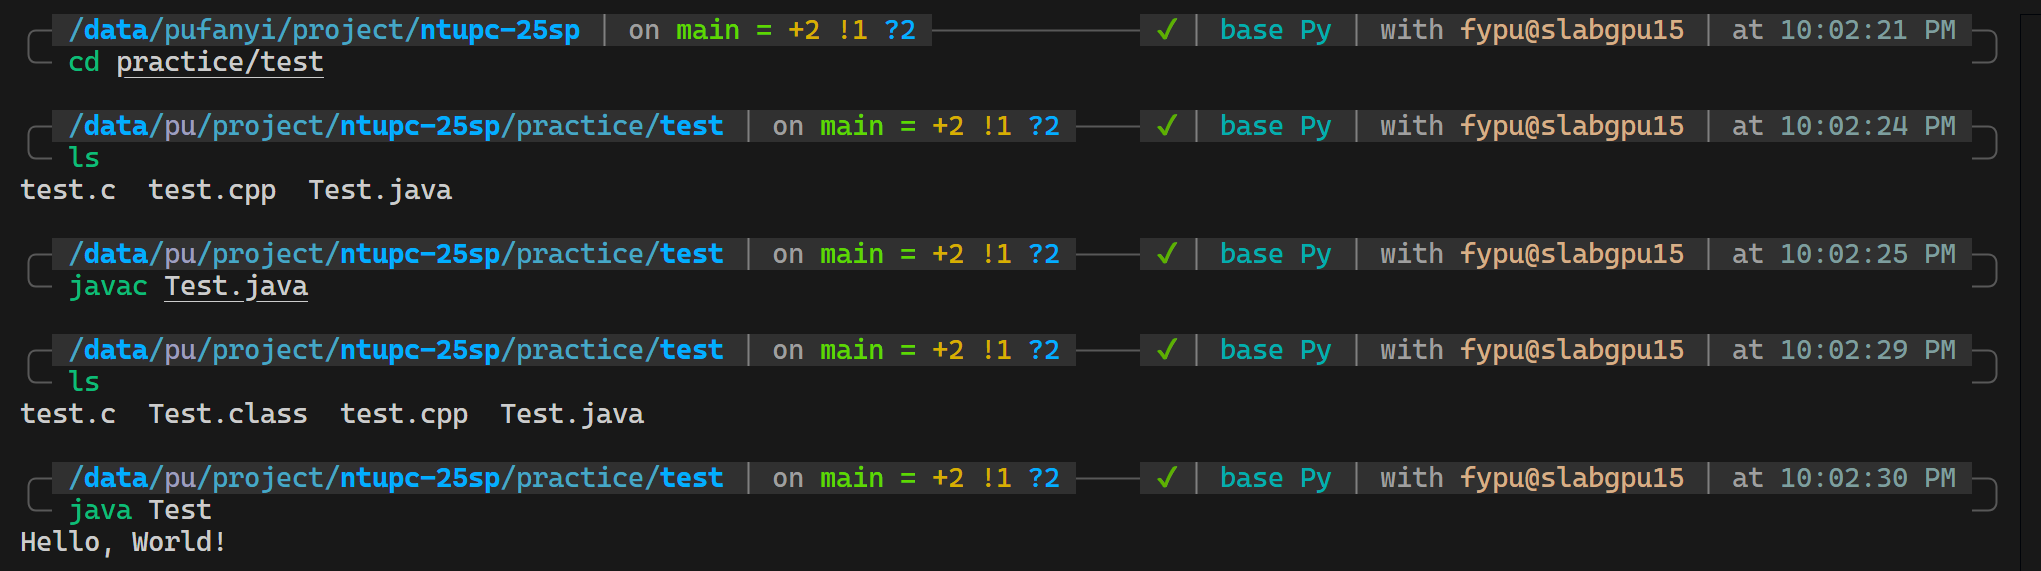 /data/pufanyi/project/ntupc-25sp | on main = +2 !1 ?2 ✓ | base Py | with fypu@slabgpu15 | at 10:02:21 PM
cd practice/test
/data/pu/project/ntupc-25sp/practice/test | on main = +2 !1 ?2 ✓ | base Py | with fypu@slabgpu15 | at 10:02:24 PM
ls
test.c  test.cpp  Test.java
/data/pu/project/ntupc-25sp/practice/test | on main = +2 !1 ?2 ✓ | base Py | with fypu@slabgpu15 | at 10:02:25 PM
javac Test.java
/data/pu/project/ntupc-25sp/practice/test | on main = +2 !1 ?2 ✓ | base Py | with fypu@slabgpu15 | at 10:02:29 PM
ls
test.c  Test.class  test.cpp  Test.java
/data/pu/project/ntupc-25sp/practice/test | on main = +2 !1 ?2 ✓ | base Py | with fypu@slabgpu15 | at 10:02:30 PM
java Test
Hello, World!